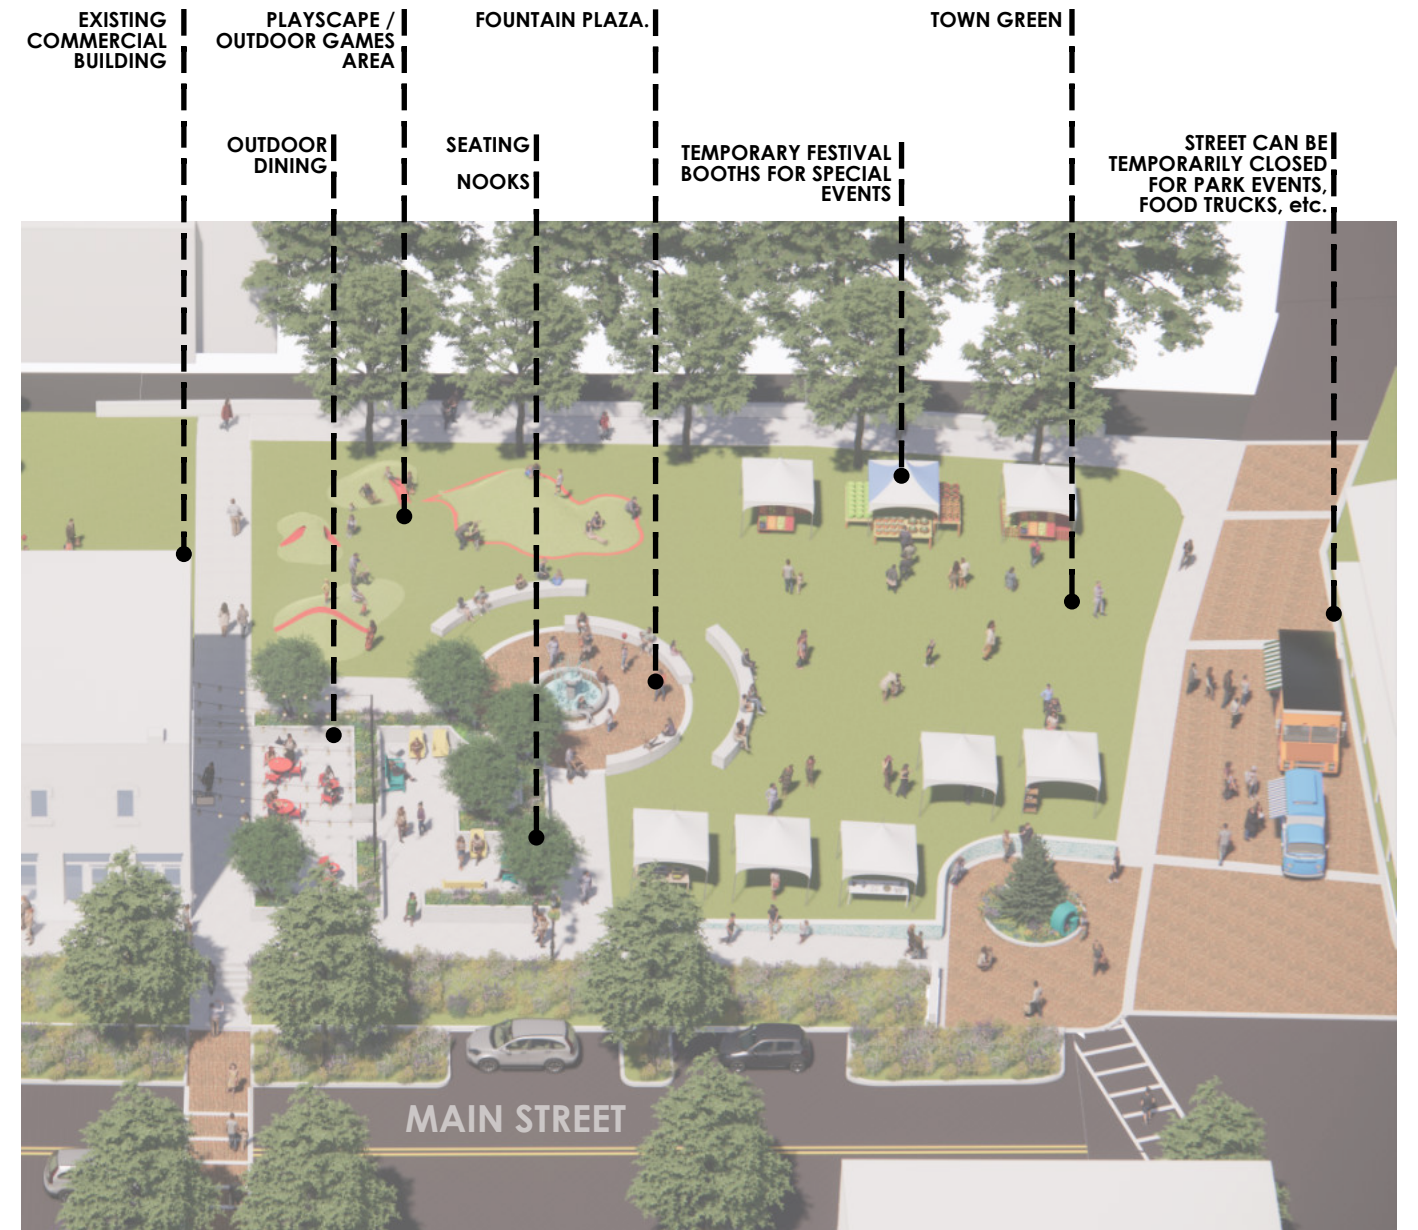 EXISTING
COMMERCIAL
BUILDING
PLAYSCAPE /
OUTDOOR GAMES
AREA
FOUNTAIN PLAZA.
TOWN GREEN
OUTDOOR
DINING
SEATING
NOOKS
TEMPORARY FESTIVAL
BOOTHS FOR SPECIAL
EVENTS
STREET CAN BE
TEMPORARILY CLOSED
FOR PARK EVENTS,
FOOD TRUCKS, etc.
MAIN STREET